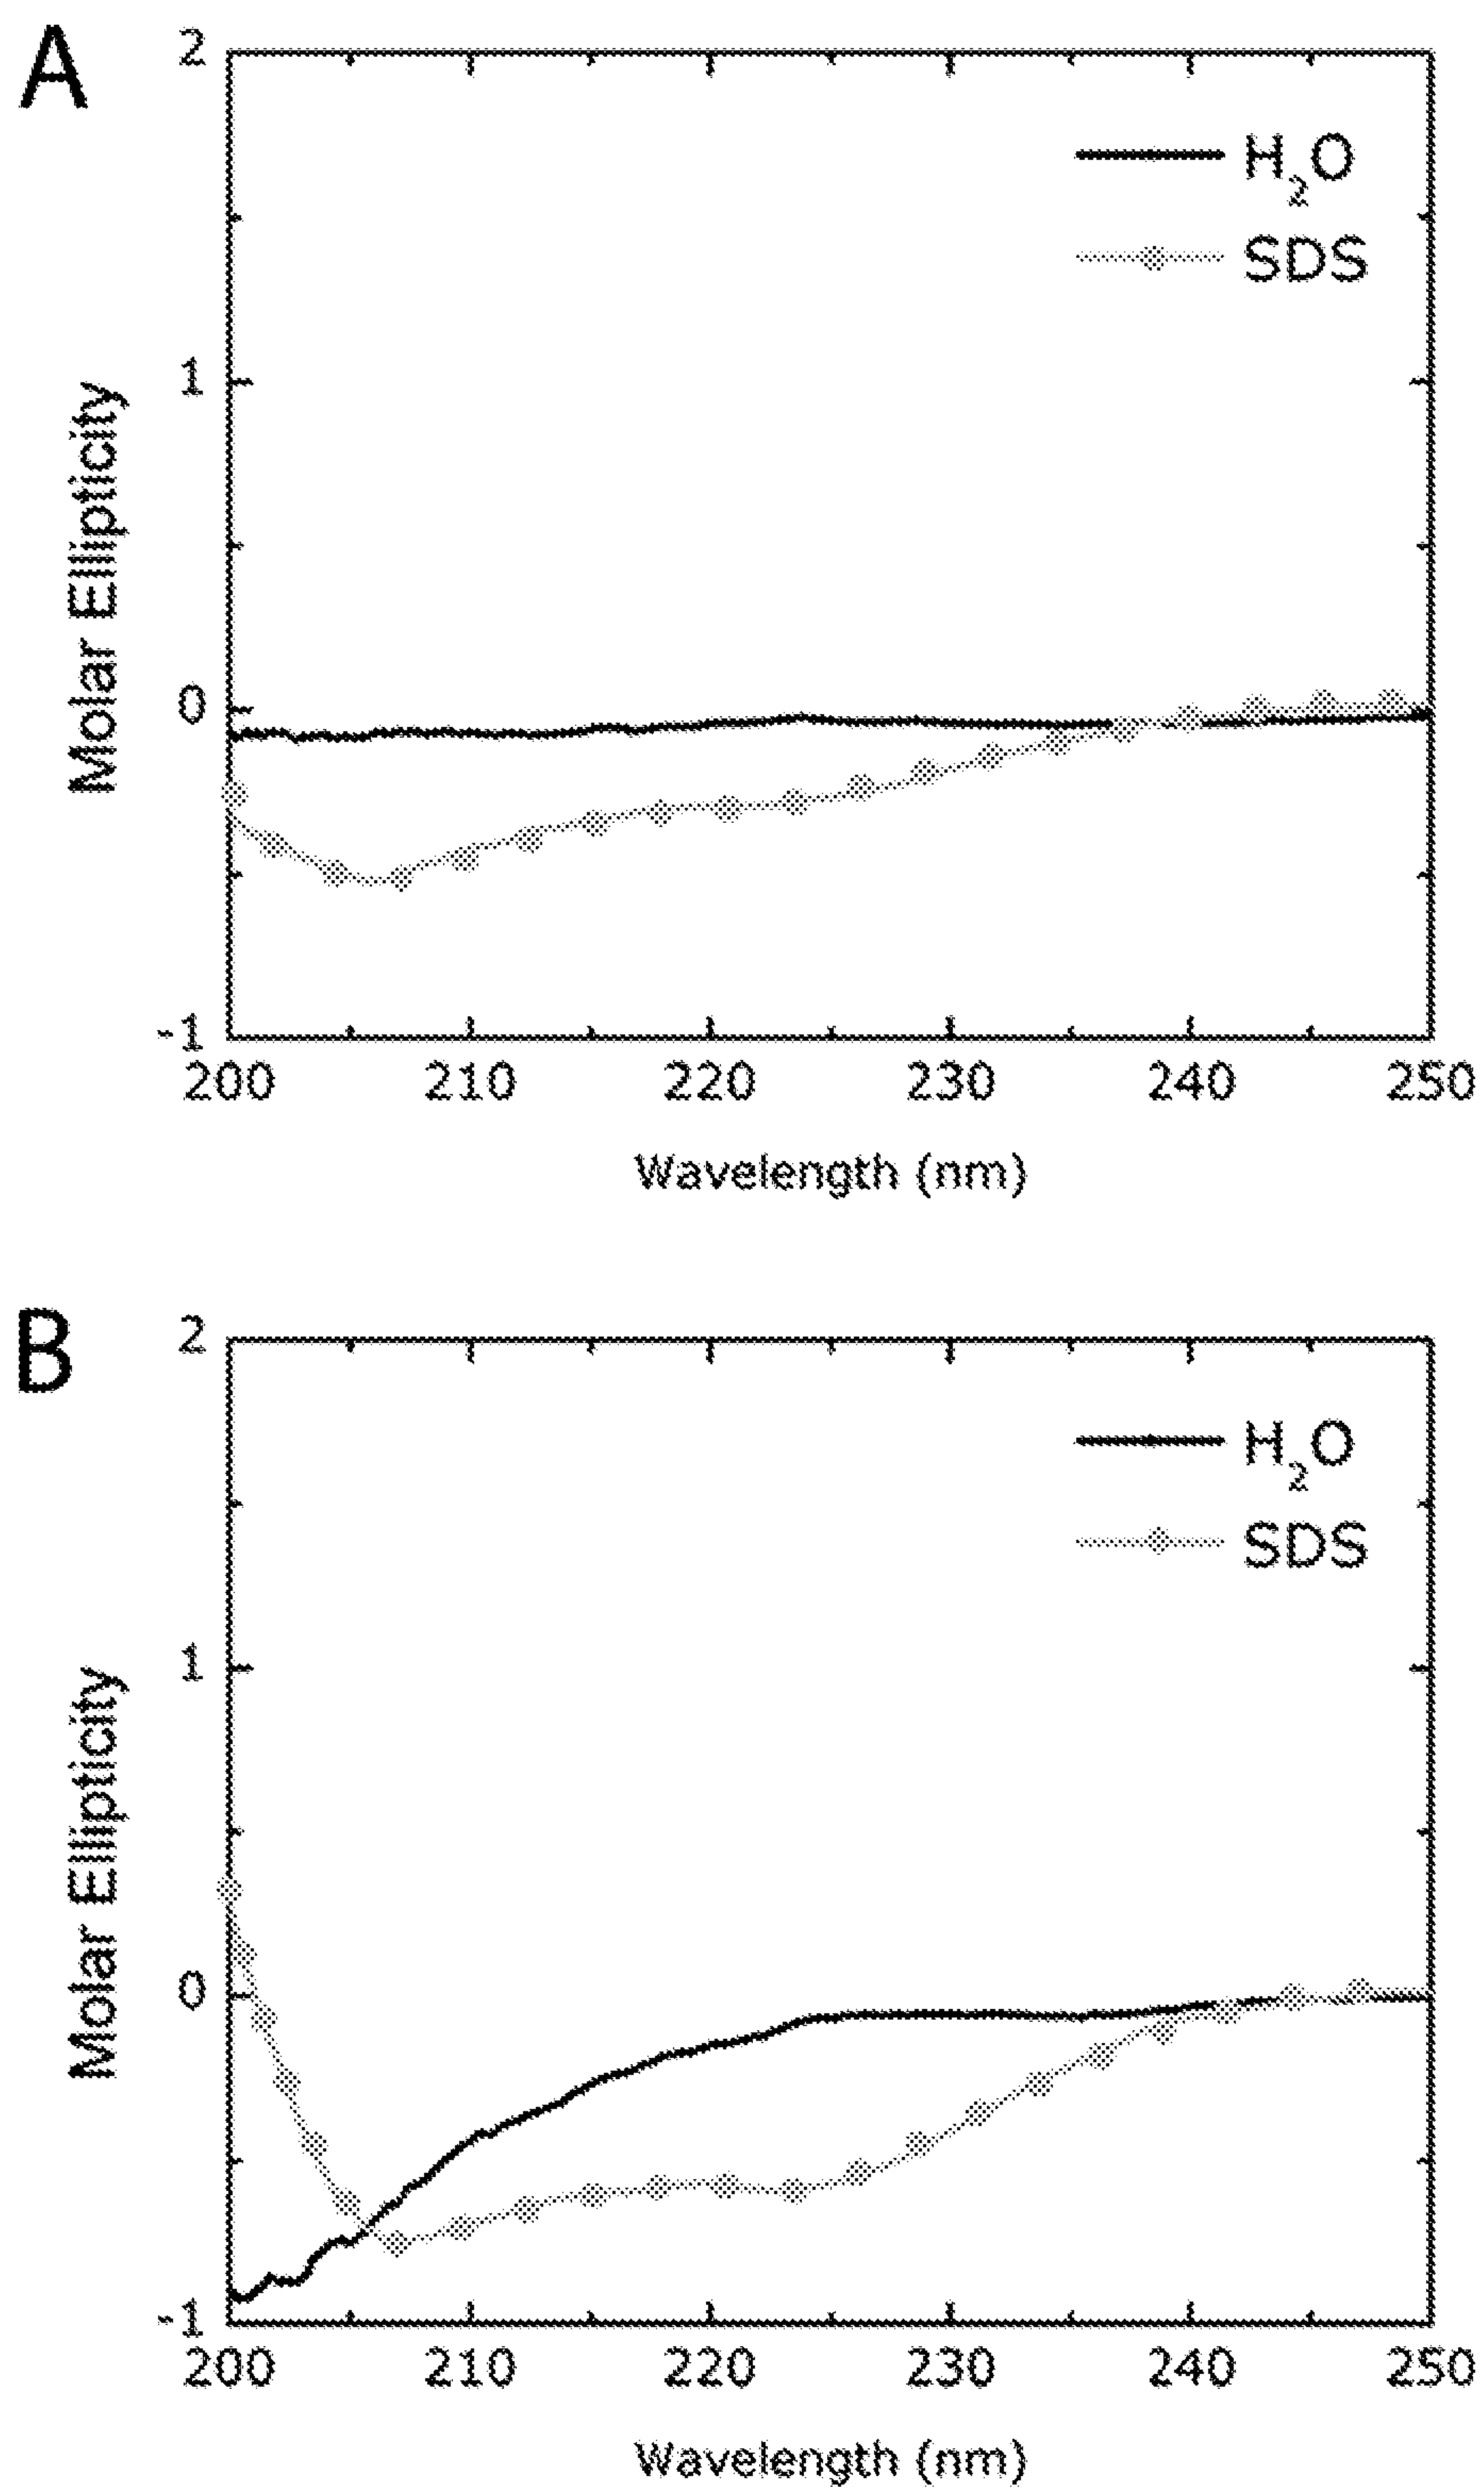 A
2
H₂O
SDS
1
0
-1
Molar Ellipticity
200 210 220 230 240 250
Wavelength (nm)
B
2
H₂O
SDS
1
0
-1
Molar Ellipticity
200 210 220 230 240 250
Wavelength (nm)